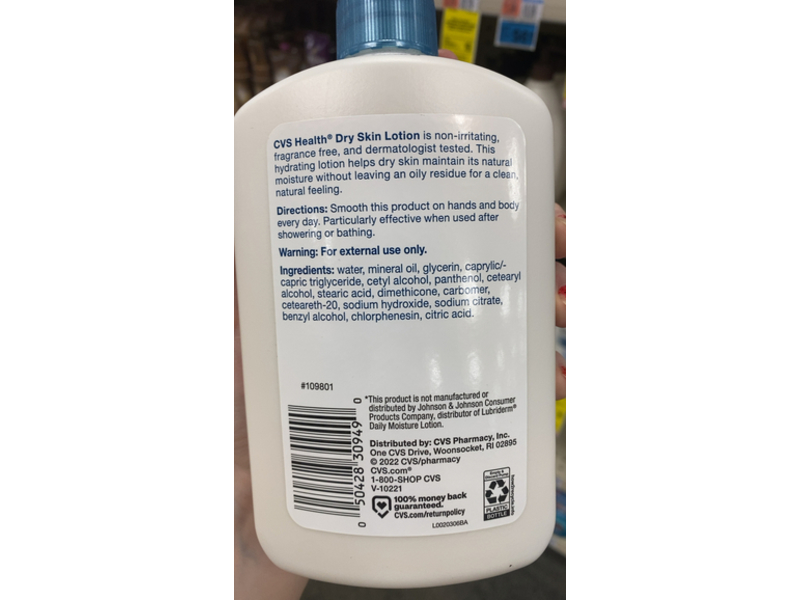 CVS Health® Dry Skin Lotion is non-irritating,
fragrance free, and dermatologist tested. This
hydrating lotion helps dry skin maintain its natural
moisture without leaving an oily residue for a clean,
natural feeling.
Directions: Smooth this product on hands and body
every day. Particularly effective when used after
showering or bathing.
Warning: For external use only.
Ingredients: water, mineral oil, glycerin, caprylic/-
capric triglyceride, cetyl alcohol, panthenol, cetearyl
alcohol, stearic acid, dimethicone, carbomer,
ceteareth-20, sodium hydroxide, sodium citrate,
benzyl alcohol, chlorphenesin, citric acid.
#109801
0 50428 30949 0
*This product is not manufactured or
distributed by Johnson & Johnson Consumer
Products Company, distributor of Lubriderm®
Daily Moisture Lotion.
Distributed by: CVS Pharmacy, Inc.
One CVS Drive, Woonsocket, RI 02895
© 2022 CVS/pharmacy
CVS.com®
1-800-SHOP CVS
V-10221
100% money back
guaranteed.
CVS.com/returnpolicy
L0020306BA
PLASTIC
BOTTLE
how2recycle.info